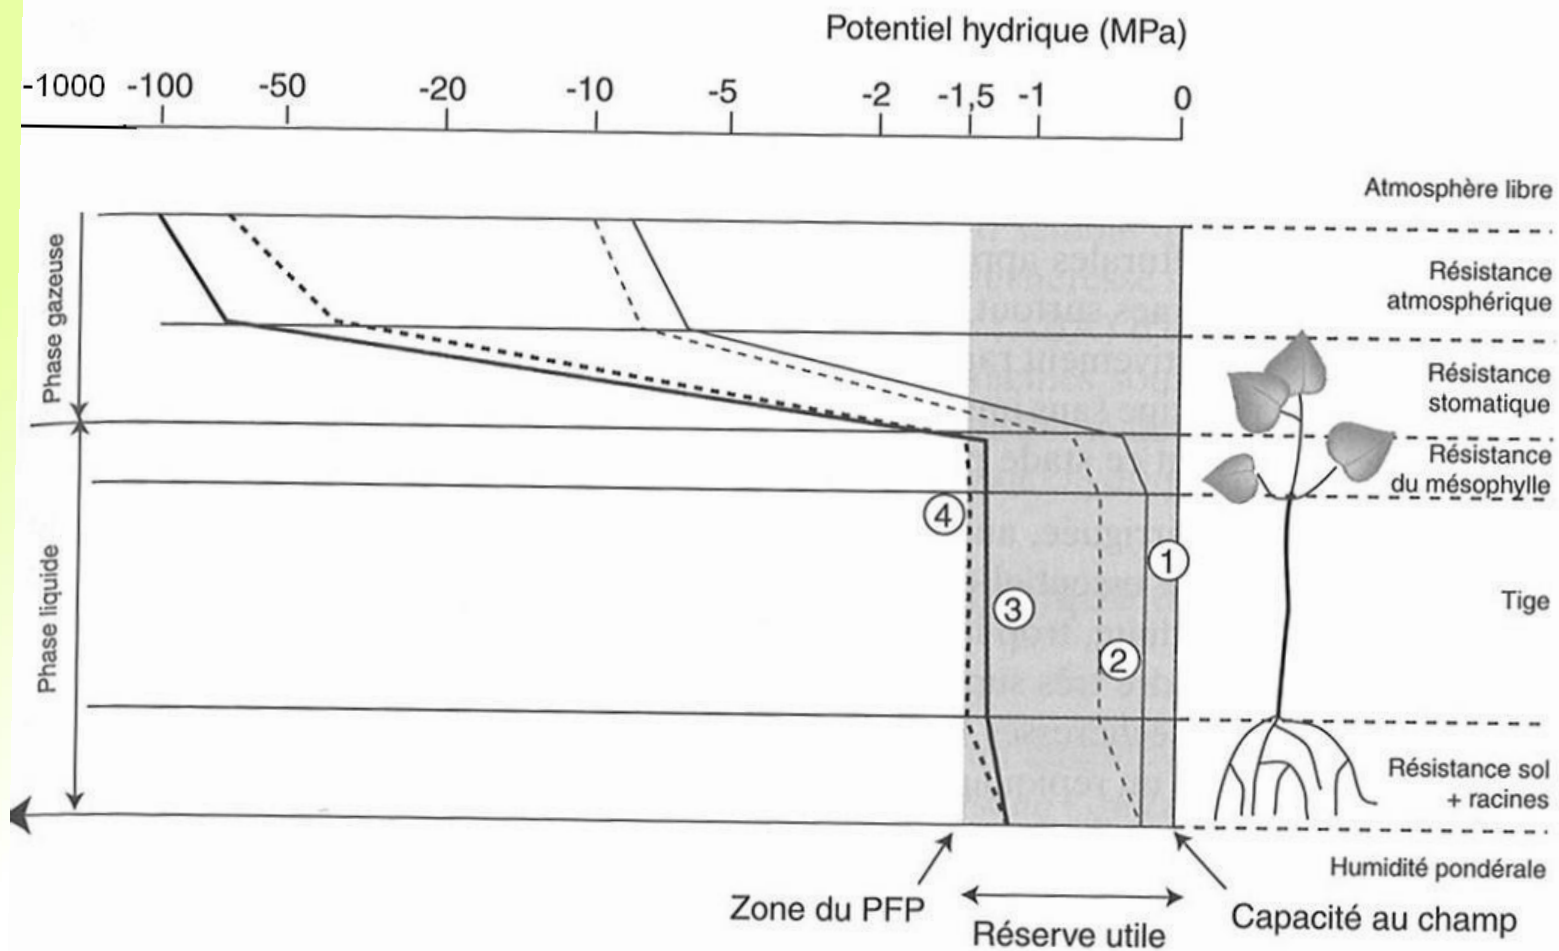 Potentiel hydrique (MPa)
-1000 -100 -50 -20 -10 -5 -2 -1,5 -1 0
Atmosphère libre
Phase gazeuse
Résistance
atmosphérique
Résistance
stomatique
Résistance
du mésophylle
4
1
3
2
Tige
Phase liquide
Résistance sol
+ racines
Humidité pondérale
Zone du PFP
Réserve utile
Capacité au champ